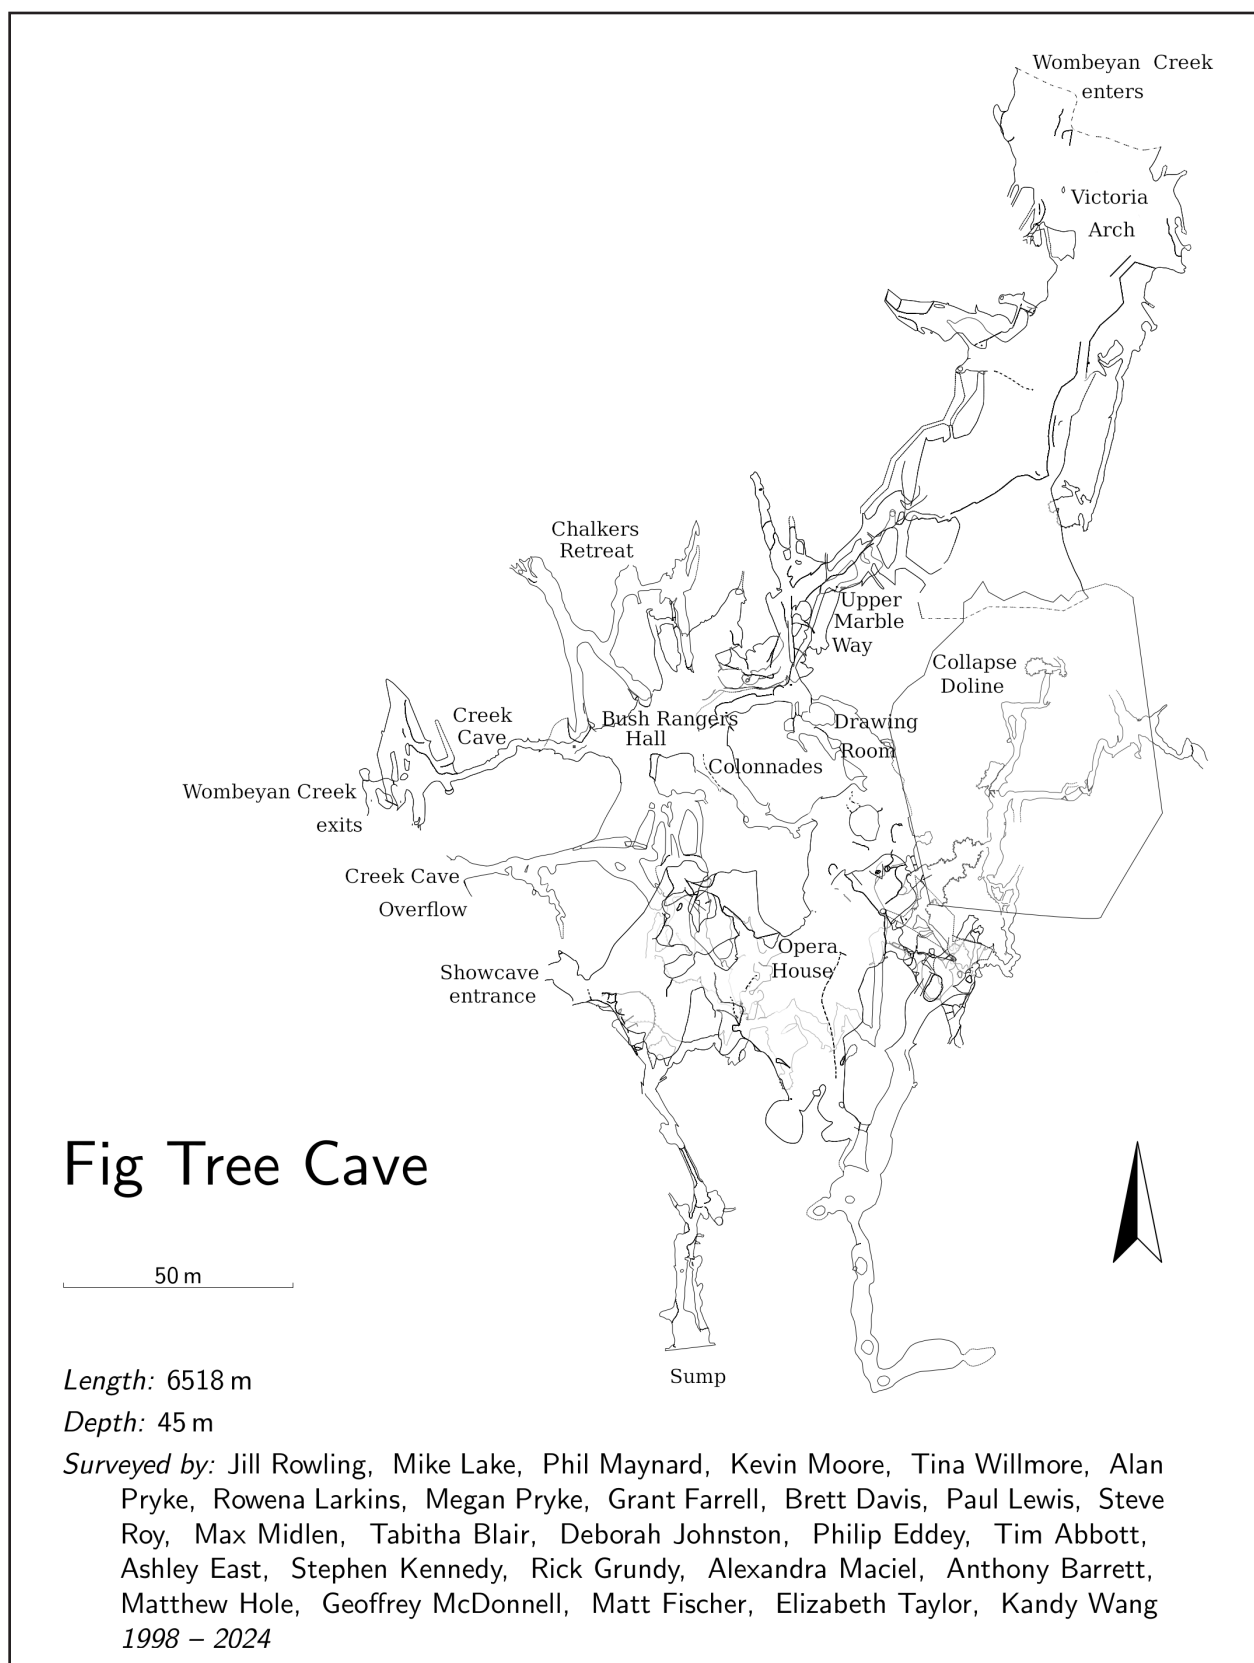 Wombeyan Creek
enters
Victoria
Arch
Chalkers
Retreat
Upper
Marble
Way
Collapse
Doline
Creek
Cave
Bush Rangers
Hall
Drawing
Room
Colonnades
Wombeyan Creek
exits
Creek Cave
Overflow
Opera
House
Showcave
entrance
Fig Tree Cave
50 m
Sump
Length: 6518 m
Depth: 45 m
Surveyed by: Jill Rowling, Mike Lake, Phil Maynard, Kevin Moore, Tina Willmore, Alan
Pryke, Rowena Larkins, Megan Pryke, Grant Farrell, Brett Davis, Paul Lewis, Steve
Roy, Max Midlen, Tabitha Blair, Deborah Johnston, Philip Eddey, Tim Abbott,
Ashley East, Stephen Kennedy, Rick Grundy, Alexandra Maciel, Anthony Barrett,
Matthew Hole, Geoffrey McDonnell, Matt Fischer, Elizabeth Taylor, Kandy Wang
1998 – 2024